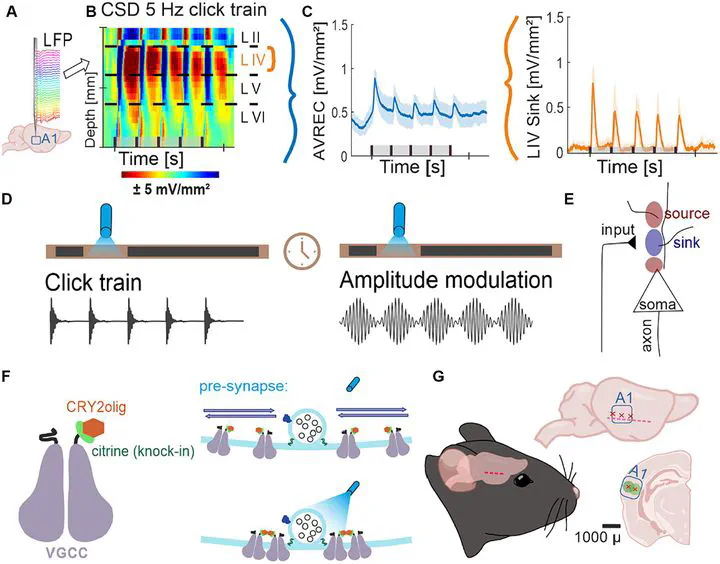 A
LFP
A1
B CSD 5 Hz click train
L II
L IV
L V
L VI
Depth [mm]
Time [s]
± 5 mV/mm²
C
AVREC [mV/mm²]
1.5
1
0.5
0
Time [s]
LIV Sink [mV/mm²]
1.5
1
0.5
0
Time [s]
D
Click train
Amplitude modulation
E
source
input
sink
soma
axon
F
CRY2olig
citrine (knock-in)
VGCC
pre-synapse:
G
A1
A1
1000 µ